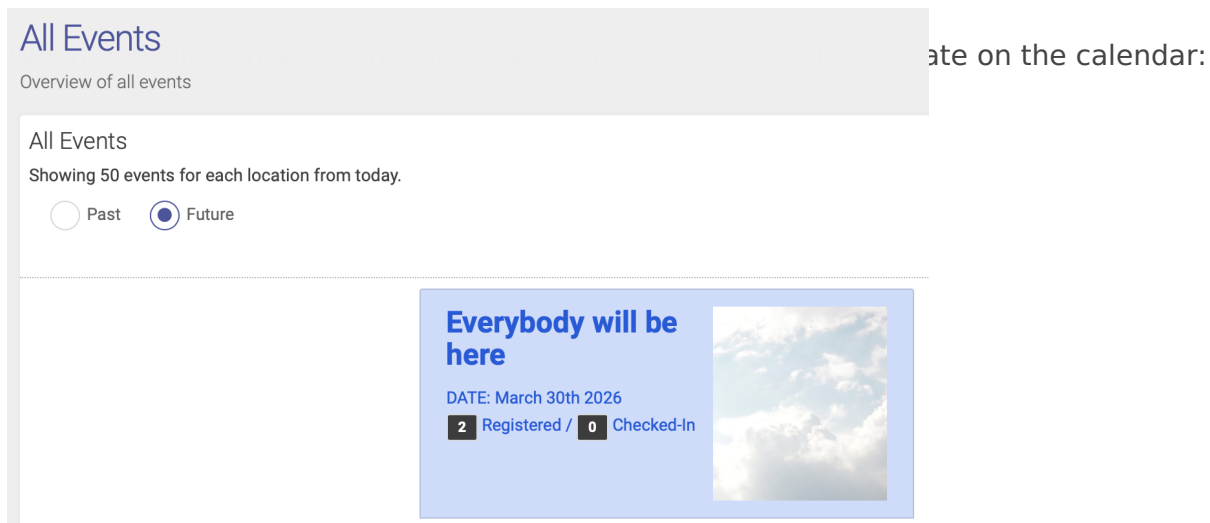 All Events
ate on the calendar:
Overview of all events
All Events
Showing 50 events for each location from today.
Past Future
Everybody will be
here
DATE: March 30th 2026
2 Registered / 0 Checked-In